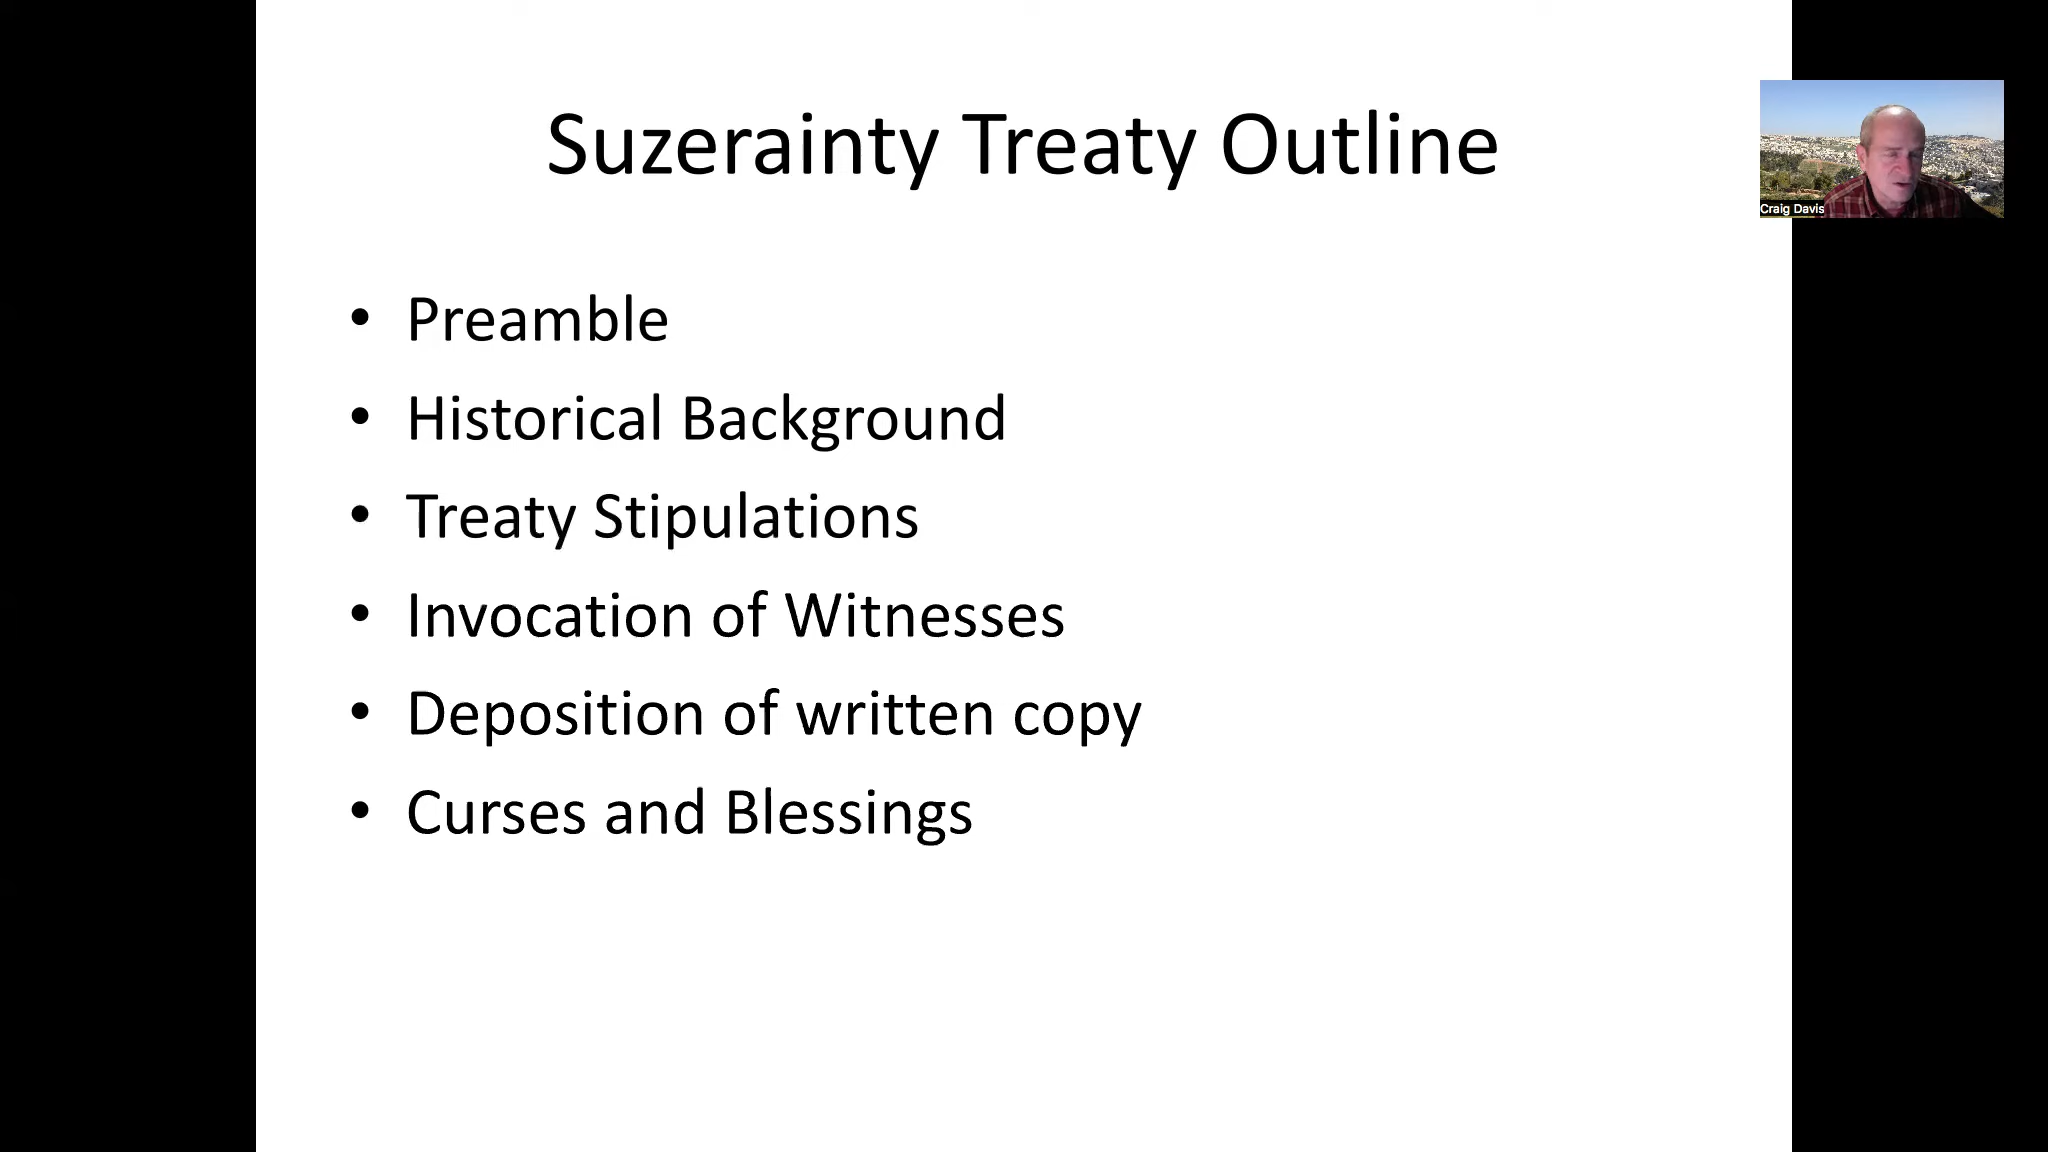 Suzerainty Treaty Outline
Craig Davis
• Preamble
• Historical Background
• Treaty Stipulations
• Invocation of Witnesses
• Deposition of written copy
• Curses and Blessings